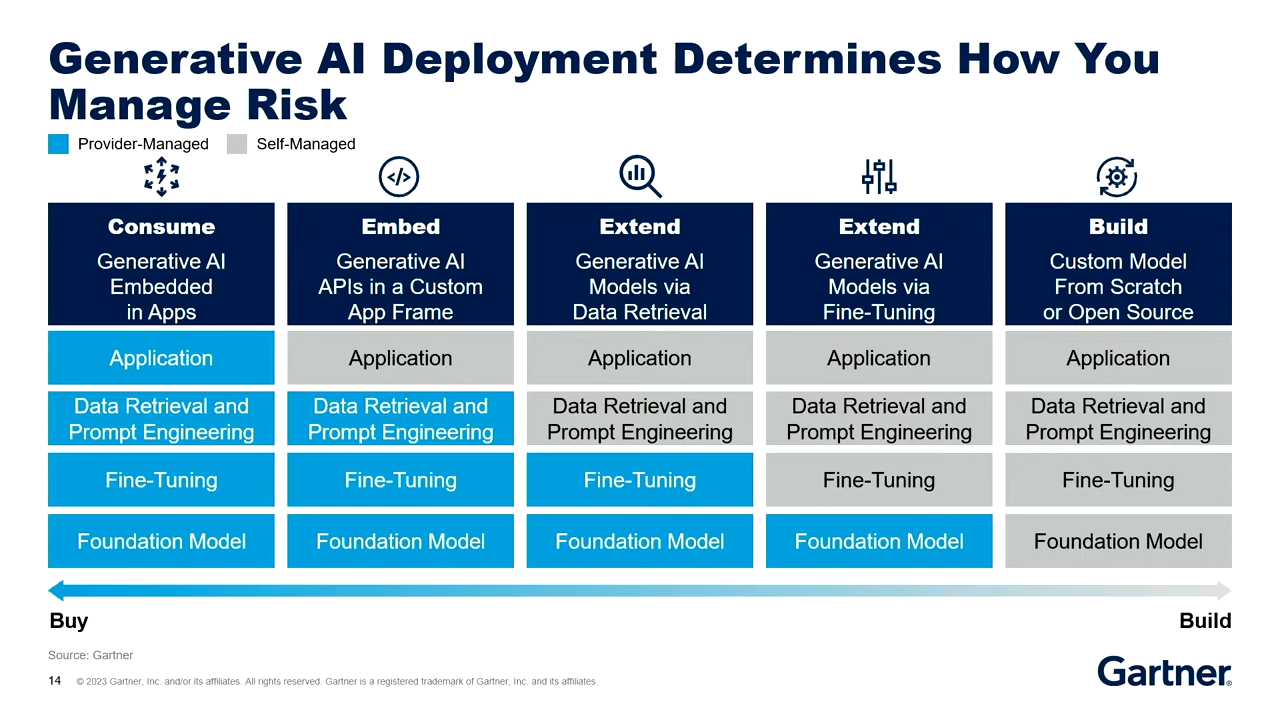 Generative AI Deployment Determines How You
Manage Risk
Provider-Managed
Self-Managed
Consume
Generative AI
Embedded
in Apps
Embed
Generative AI
APIs in a Custom
App Frame
Extend
Generative AI
Models via
Data Retrieval
Extend
Generative AI
Models via
Fine-Tuning
Build
Custom Model
From Scratch
or Open Source
Application
Application
Application
Application
Application
Data Retrieval and
Prompt Engineering
Data Retrieval and
Prompt Engineering
Data Retrieval and
Prompt Engineering
Data Retrieval and
Prompt Engineering
Data Retrieval and
Prompt Engineering
Fine-Tuning
Fine-Tuning
Fine-Tuning
Fine-Tuning
Fine-Tuning
Foundation Model
Foundation Model
Foundation Model
Foundation Model
Foundation Model
Buy
Build
Source: Gartner
14 © 2023 Gartner, Inc. and/or its affiliates. All rights reserved. Gartner is a registered trademark of Gartner, Inc. and its affiliates.
Gartner®